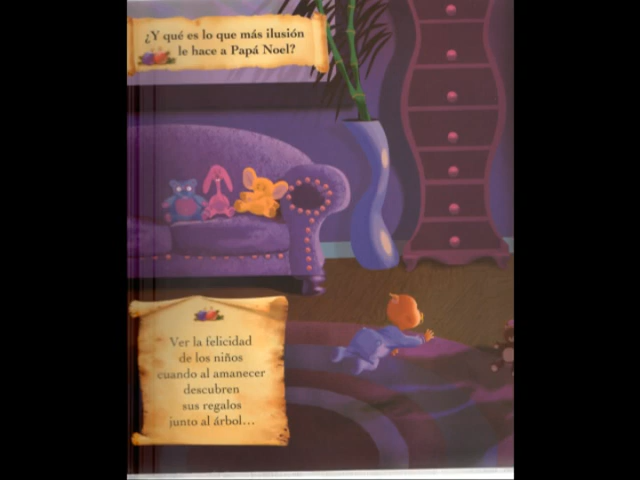 ¿Y qué es lo que más ilusión
le hace a Papá Noel?
Ver la felicidad
de los niños
cuando al amanecer
descubren
sus regalos
junto al árbol...